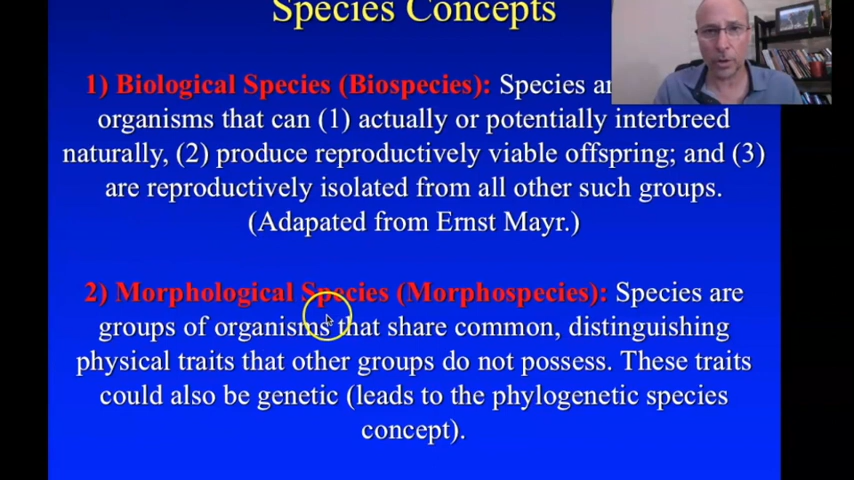 Species Concepts
1) Biological Species (Biospecies): Species
organisms that can (1) actually or potentially interbreed
naturally, (2) produce reproductively viable offspring; and (3)
are reproductively isolated from all other such groups.
(Adapated from Ernst Mayr.)
2) Morphological Species (Morphospecies): Species are
groups of organisms that share common, distinguishing
physical traits that other groups do not possess. These traits
could also be genetic (leads to the phylogenetic species
concept).